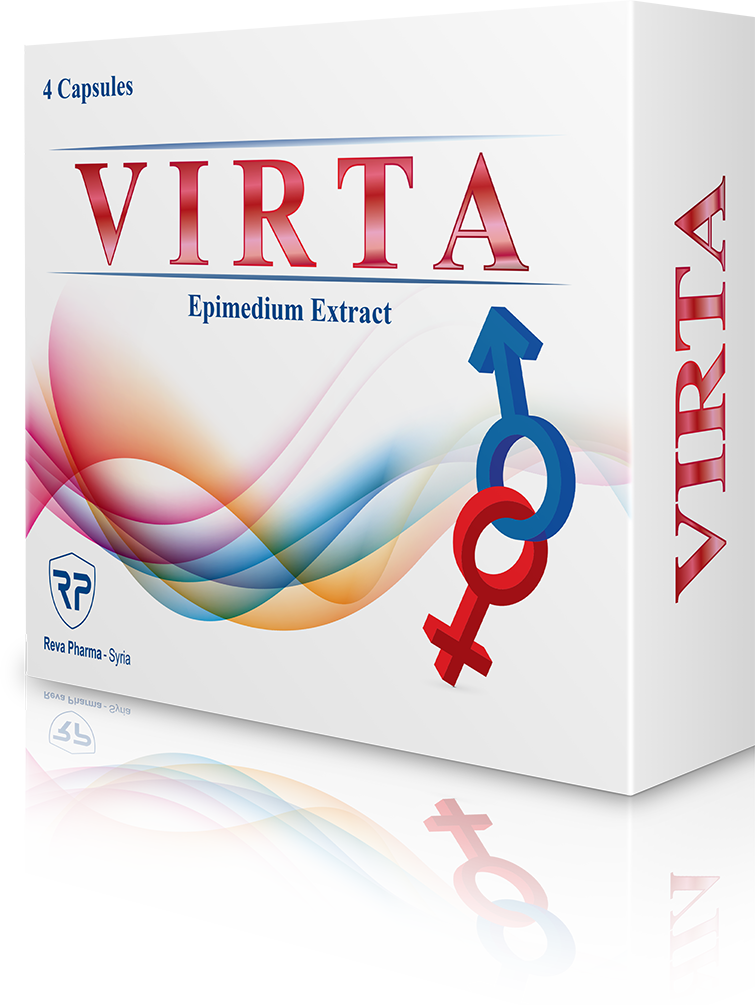 4 Capsules
VIRTA
Epimedium Extract
RP
Reva Pharma - Syria
VIRTA